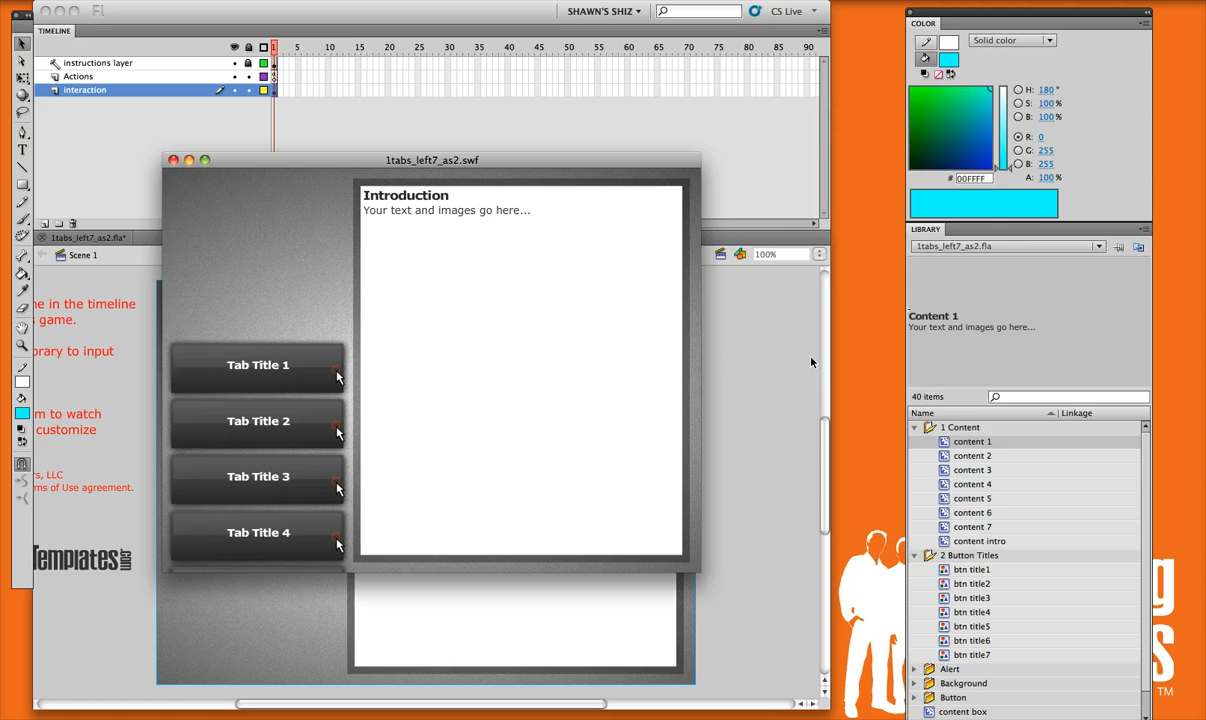 Fl
SHAWN'S SHIZ
CS Live
TIMELINE
1 5 10 15 20 25 30 35 40 45 50 55 60 65 70 75 80 85 90
instructions layer
Actions
interaction
1tabs_left7_as2.swf
Introduction
Your text and images go here...
Tab Title 1
Tab Title 2
Tab Title 3
Tab Title 4
1tabs_left7_as2.fla*
Scene 1
100%
ne in the timeline
s game.
orary to input
m to watch
customize
rs, LLC
ms of Use agreement.
Templates
.com
COLOR
Solid color
H: 180 °
S: 100 %
B: 100 %
R: 0
G: 255
B: 255
# 00FFFF
A: 100 %
LIBRARY
1tabs_left7_as2.fla
Content 1
Your text and images go here...
40 items
Name
Linkage
1 Content
content 1
content 2
content 3
content 4
content 5
content 6
content 7
content intro
2 Button Titles
btn title1
btn title2
btn title3
btn title4
btn title5
btn title6
btn title7
Alert
Background
Button
content box
g
s
TM